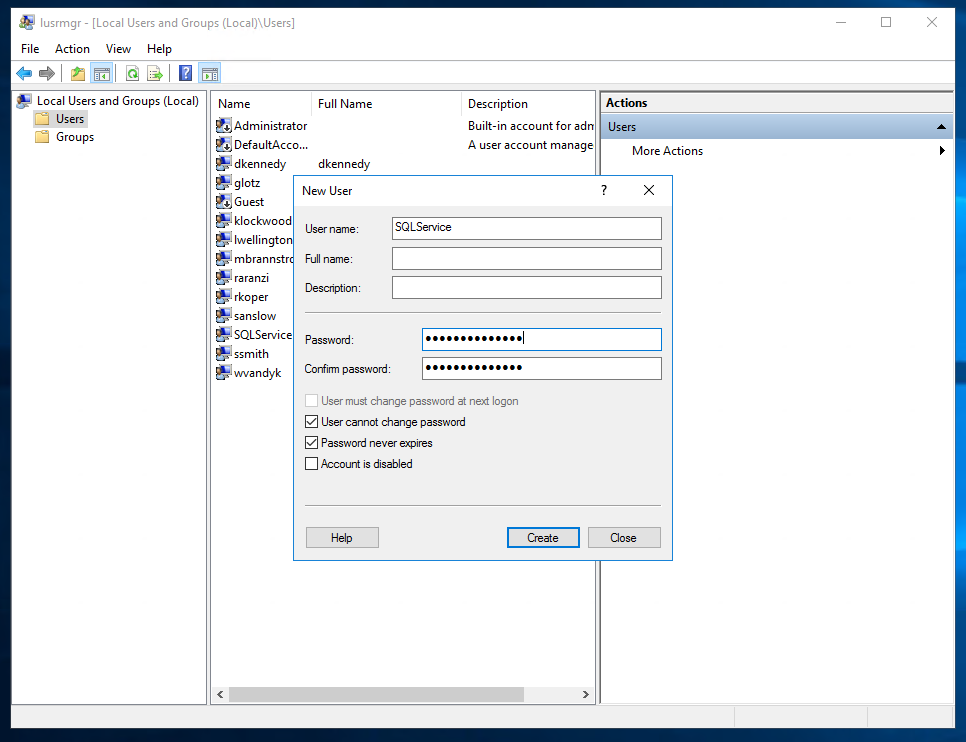 lusrmgr - [Local Users and Groups (Local)\Users]
File Action View Help
Local Users and Groups (Local)
Users
Groups
Name Full Name Description
Administrator Built-in account for adm
DefaultAcco... A user account manage
dkennedy dkennedy
glotz
Guest
klockwood
lwellington
mbrannstro
raranzi
rkoper
sanslow
SQLService
ssmith
wvandyk
Actions
Users
More Actions
New User
?
User name: SQLService
Full name:
Description:
Password: ••••••••••••••
Confirm password: ••••••••••••••
User must change password at next logon
User cannot change password
Password never expires
Account is disabled
Help Create Close